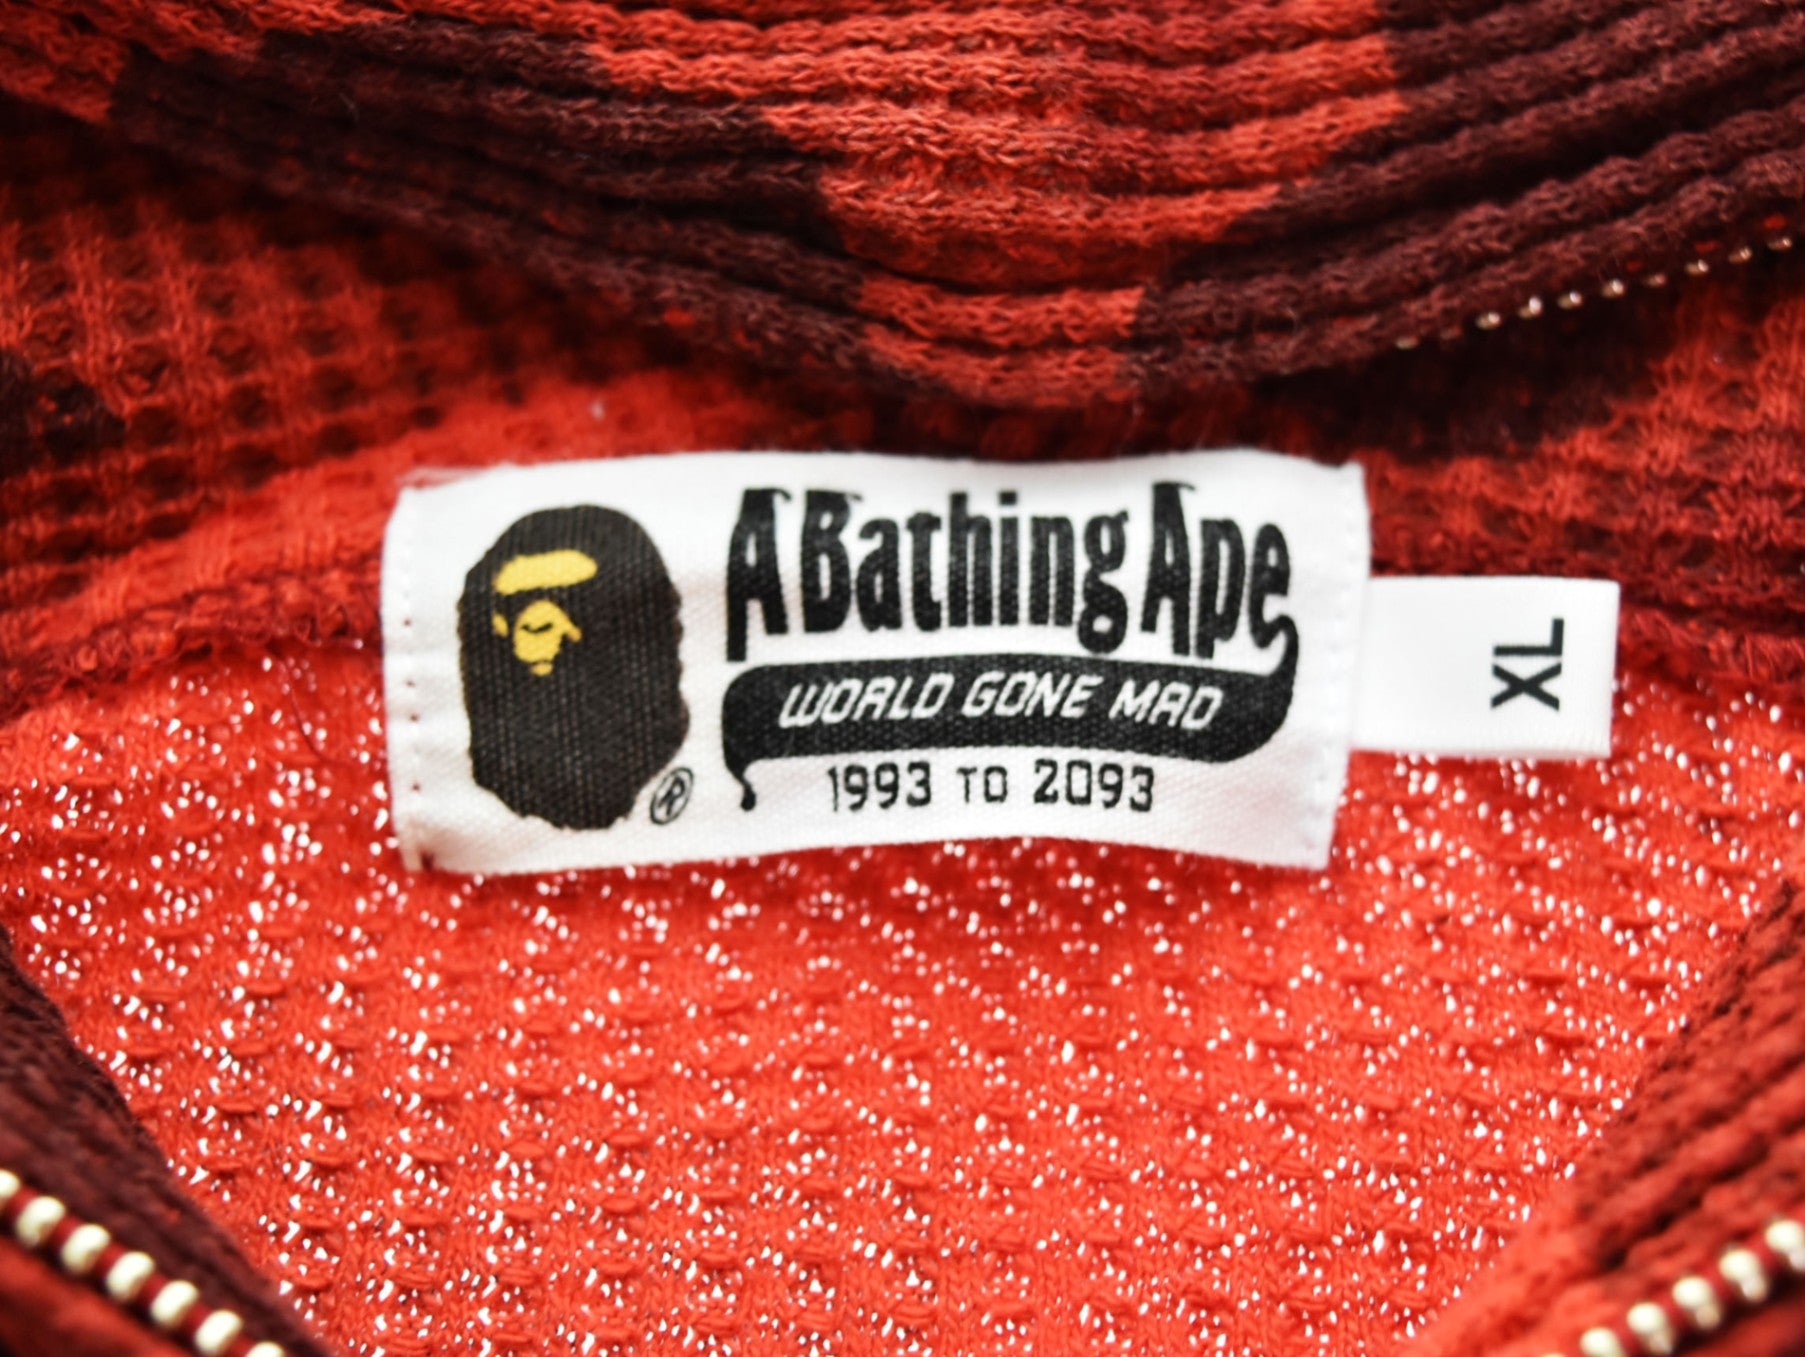 A Bathing Ape
WORLD GONE MAD
1993 TO 2093
®
XL